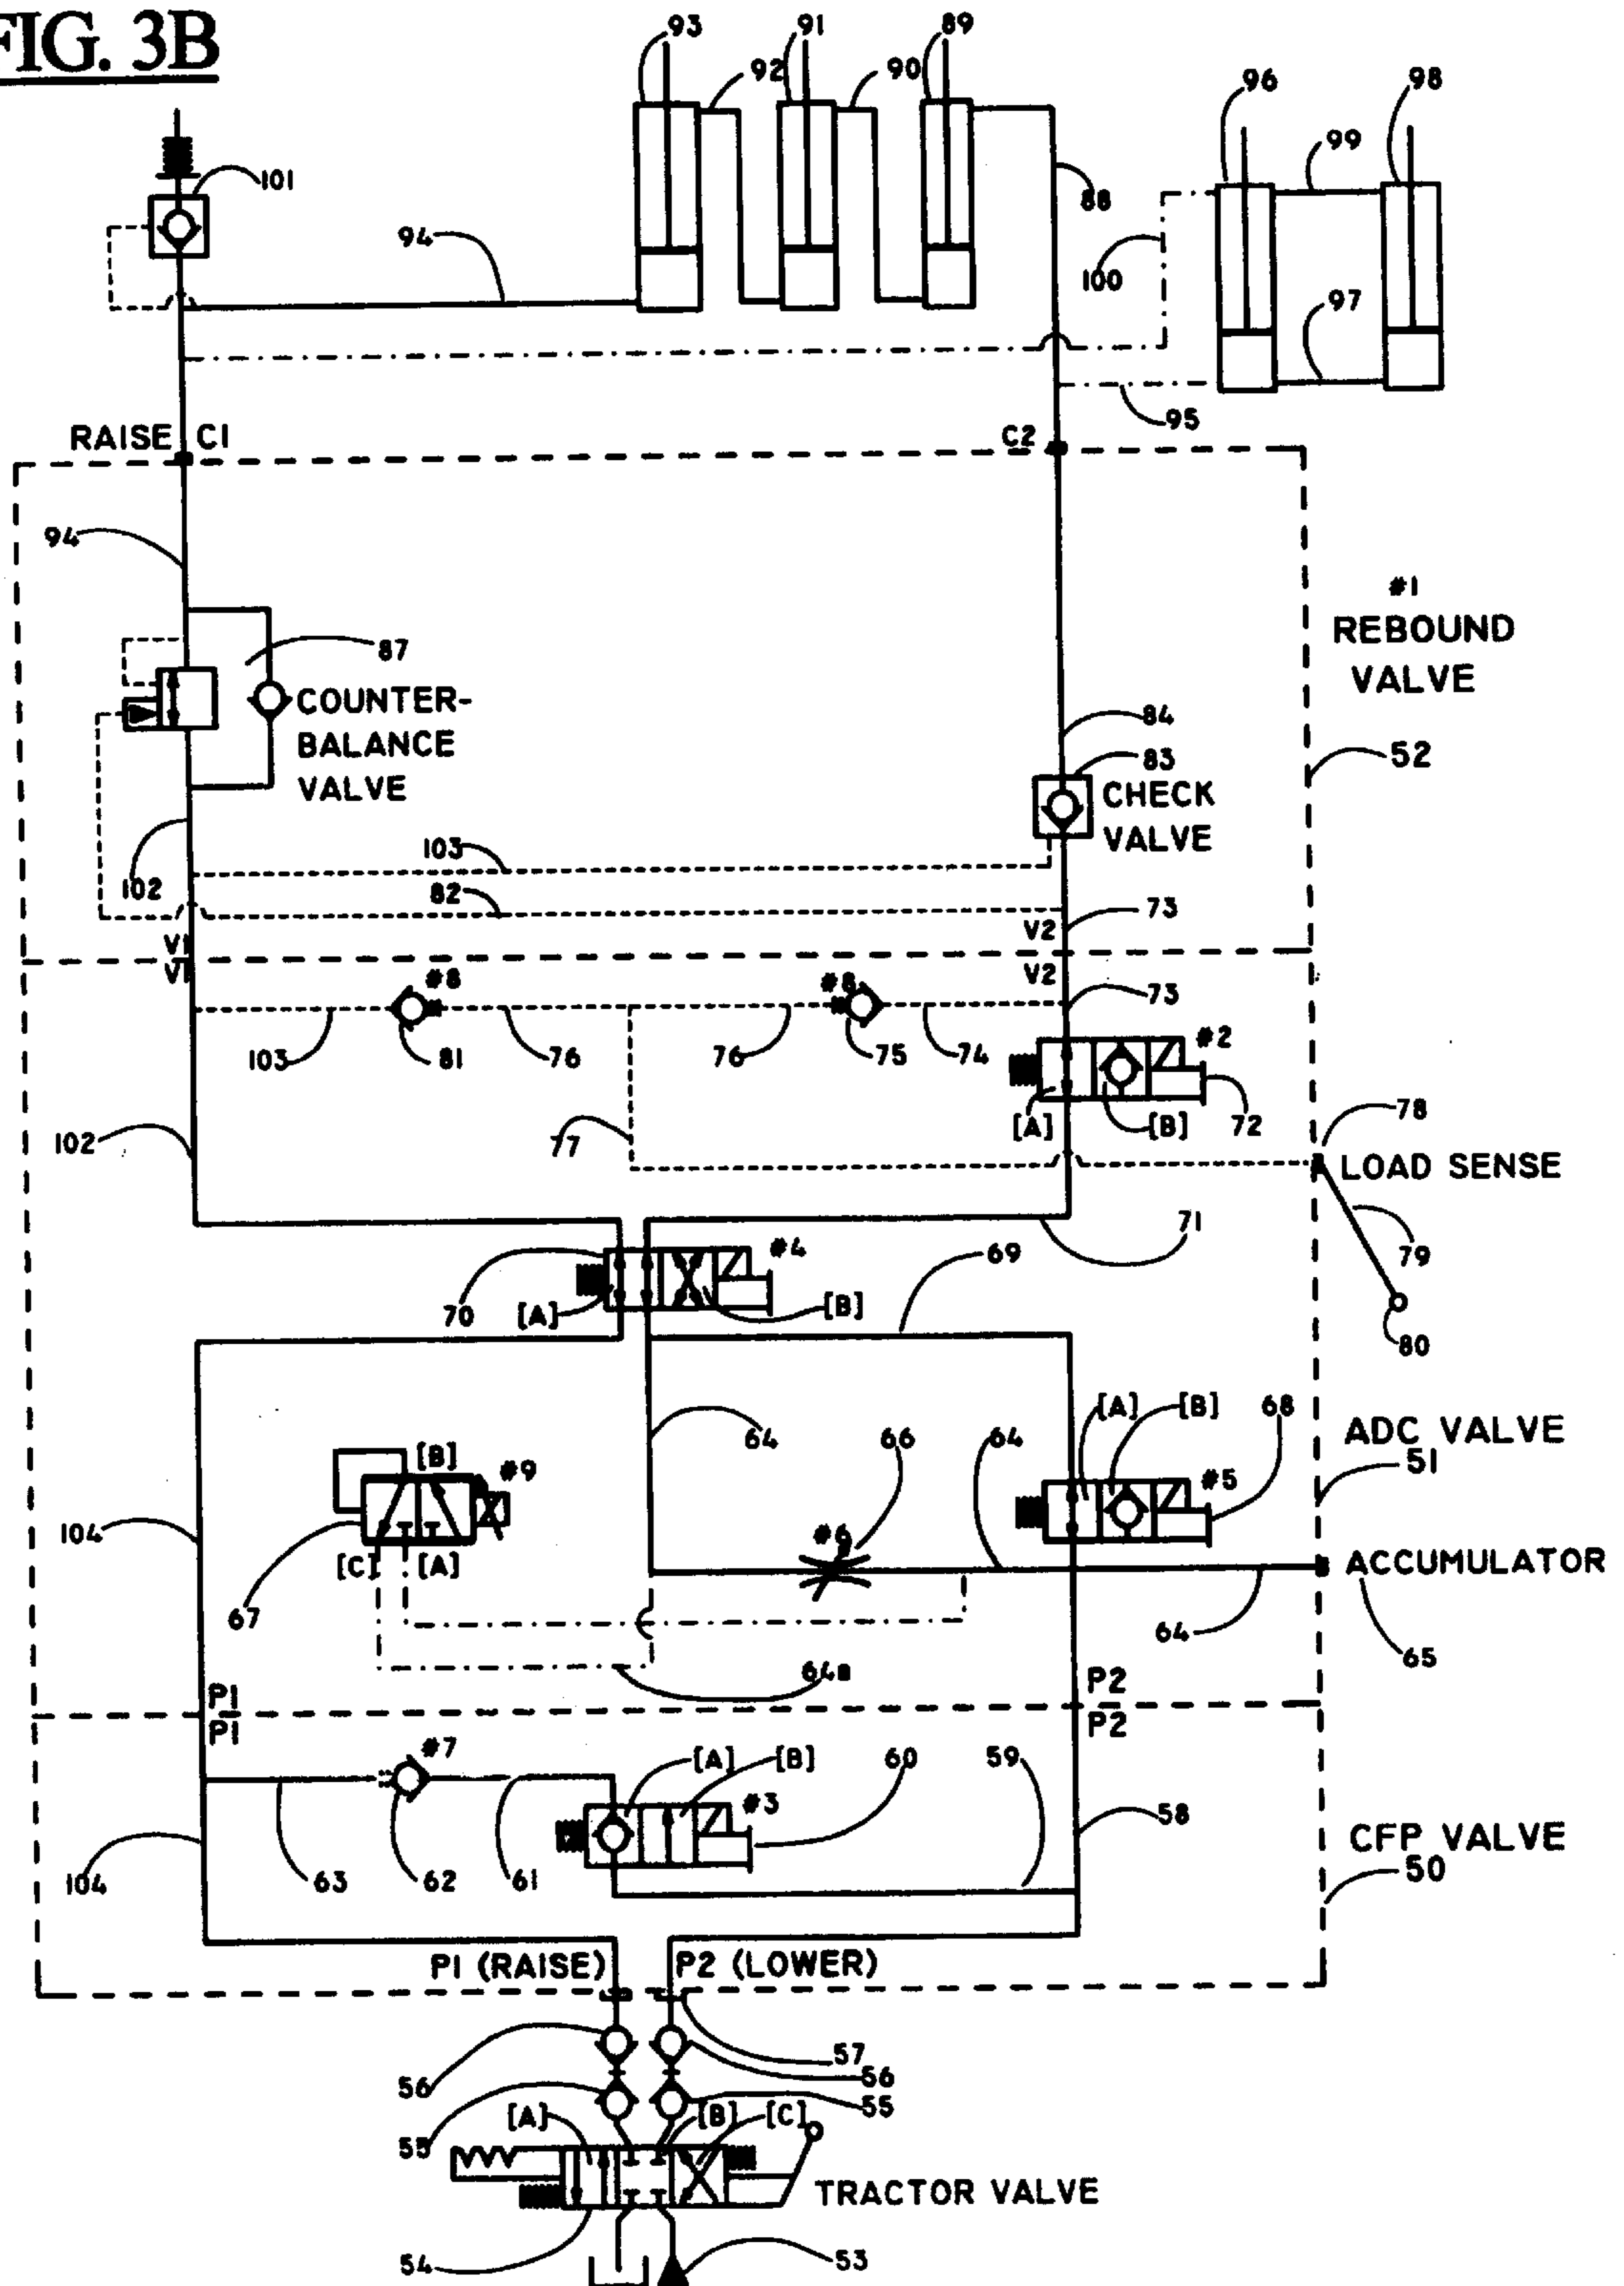 FIG. 3B
93
91
89
92
90
96
98
101
99
88
94
100
97
95
RAISE C1
C2
94
#1
REBOUND
VALVE
87
COUNTER-
BALANCE
VALVE
84
83
52
CHECK
VALVE
103
102
82
73
V1
V2
V1
V2
#8
#8
73
103
81
76
76
75
74
#2
72
[A]
[B]
78
102
77
LOAD SENSE
71
79
#4
69
70
[A]
[B]
80
[A]
[B]
68
64
66
64
ADC VALVE
51
[B]
#9
#5
104
#6
[C]
[A]
ACCUMULATOR
67
64
65
64a
P1
P2
P1
P2
#7
[A]
[B]
60
59
#3
58
CFP VALVE
50
104
63
62
61
P1 (RAISE)
P2 (LOWER)
57
56
56
55
55
[A]
[B]
[C]
TRACTOR VALVE
54
53